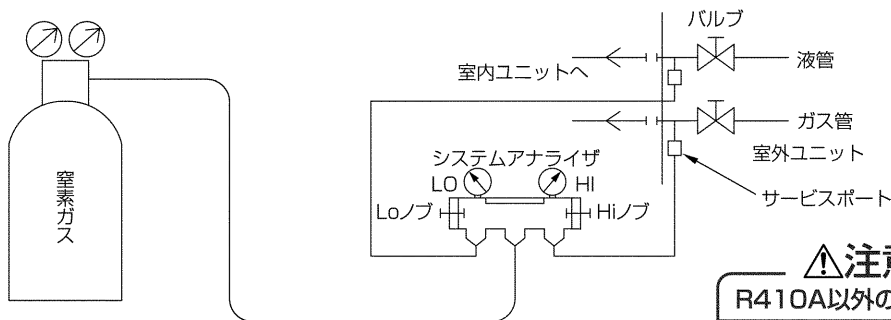 バルブ
液管
室内ユニットへ
ガス管
室外ユニット
サービスポート
システムアナライザ
LO
HI
Loノブ
Hiノブ
窒素ガス
⚠注意
R410A以外の